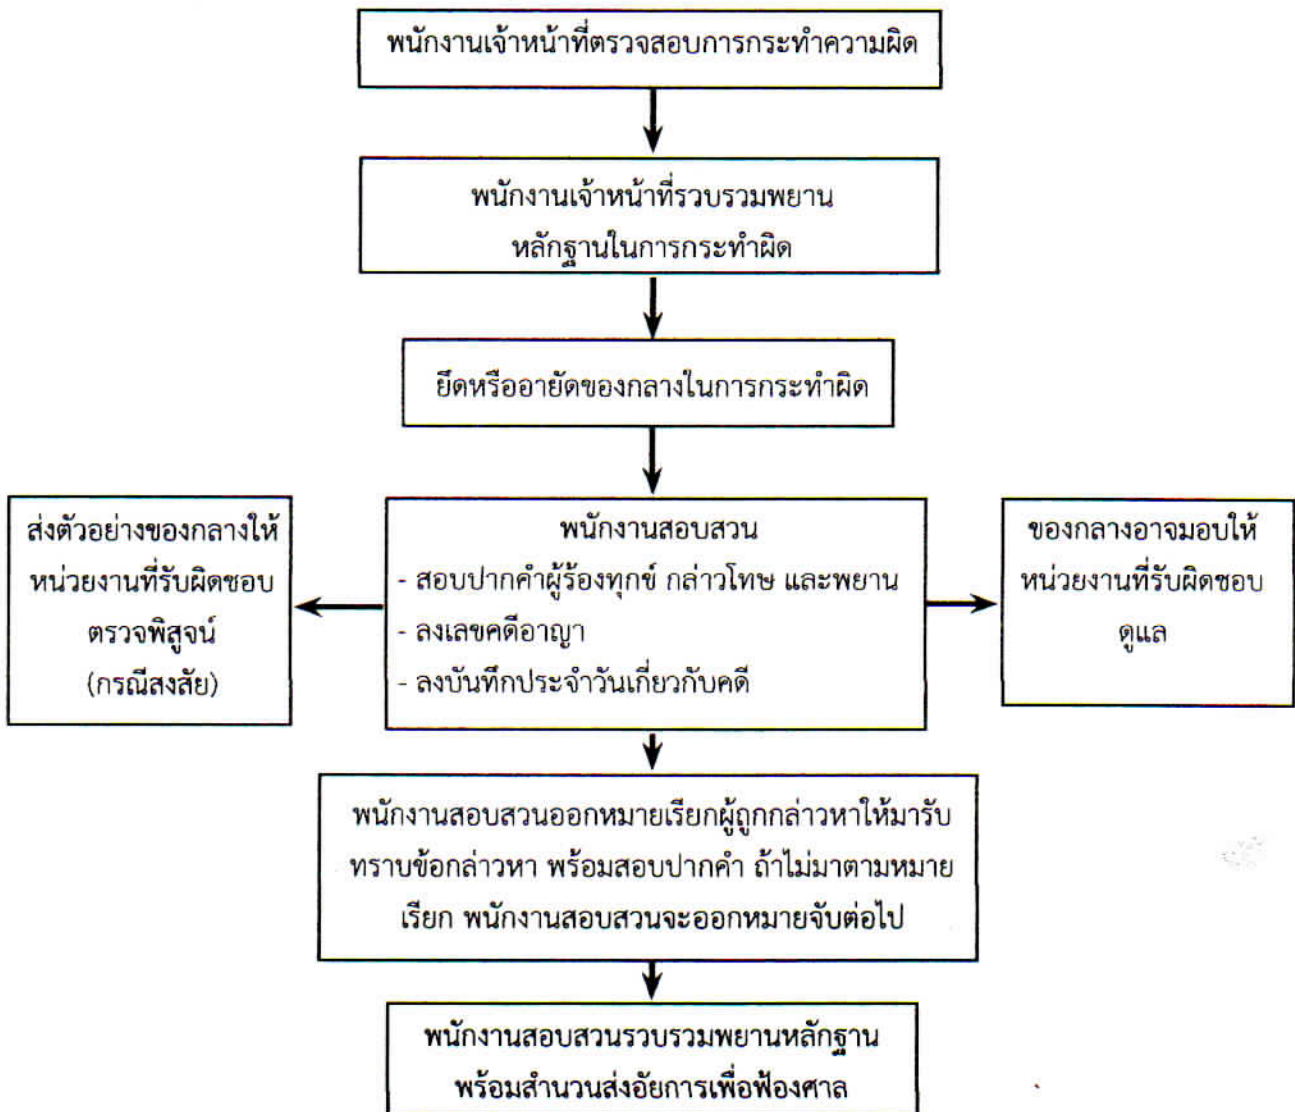 พนักงานเจ้าหน้าที่ตรวจสอบการกระทำความผิด
พนักงานเจ้าหน้าที่รวบรวมพยาน
หลักฐานในการกระทำผิด
ยึดหรืออายัดของกลางในการกระทำผิด
ส่งตัวอย่างของกลางให้
หน่วยงานที่รับผิดชอบ
ตรวจพิสูจน์
(กรณีสงสัย)
พนักงานสอบสวน
- สอบปากคำผู้ร้องทุกข์ กล่าวโทษ และพยาน
- ลงเลขคดีอาญา
- ลงบันทึกประจำวันเกี่ยวกับคดี
ของกลางอาจมอบให้
หน่วยงานที่รับผิดชอบ
ดูแล
พนักงานสอบสวนออกหมายเรียกผู้ถูกกล่าวหาให้มารับ
ทราบข้อกล่าวหา พร้อมสอบปากคำ ถ้าไม่มาตามหมาย
เรียก พนักงานสอบสวนจะออกหมายจับต่อไป
พนักงานสอบสวนรวบรวมพยานหลักฐาน
พร้อมสำนวนส่งอัยการเพื่อฟ้องศาล